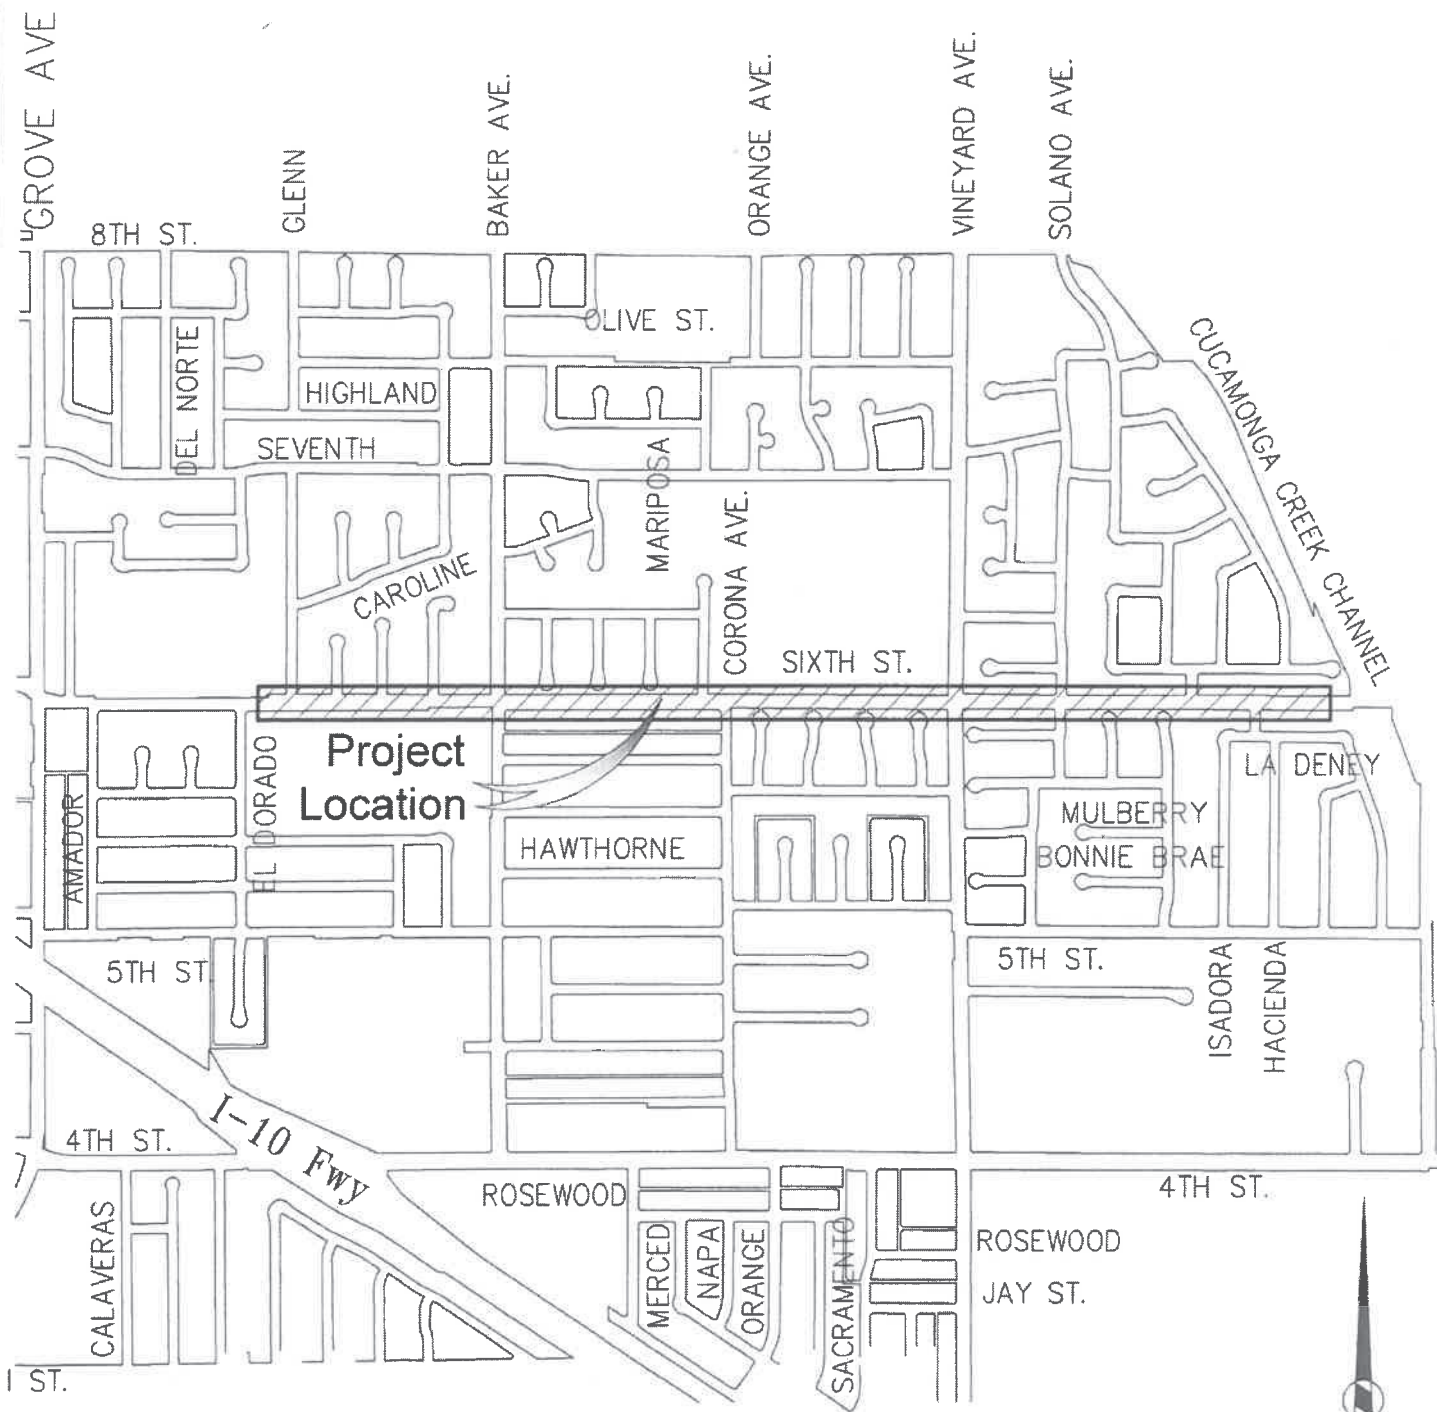 GROVE AVE
GLENN
BAKER AVE.
ORANGE AVE.
VINEYARD AVE.
SOLANO AVE.
8TH ST.
OLIVE ST.
DEL NORTE
HIGHLAND
SEVENTH
MARIPOSA
CUCAMONGA CREEK CHANNEL
CAROLINE
CORONA AVE.
SIXTH ST.
Project
Location
EL DORADO
AMADOR
LA DENEY
MULBERRY
HAWTHORNE
BONNIE BRAE
5TH ST.
5TH ST.
ISADORA
HACIENDA
I-10 Fwy
4TH ST.
4TH ST.
ROSEWOOD
CALAVERAS
MERCED
NAPA
ORANGE
SACRAMENTO
ROSEWOOD
JAY ST.
I ST.